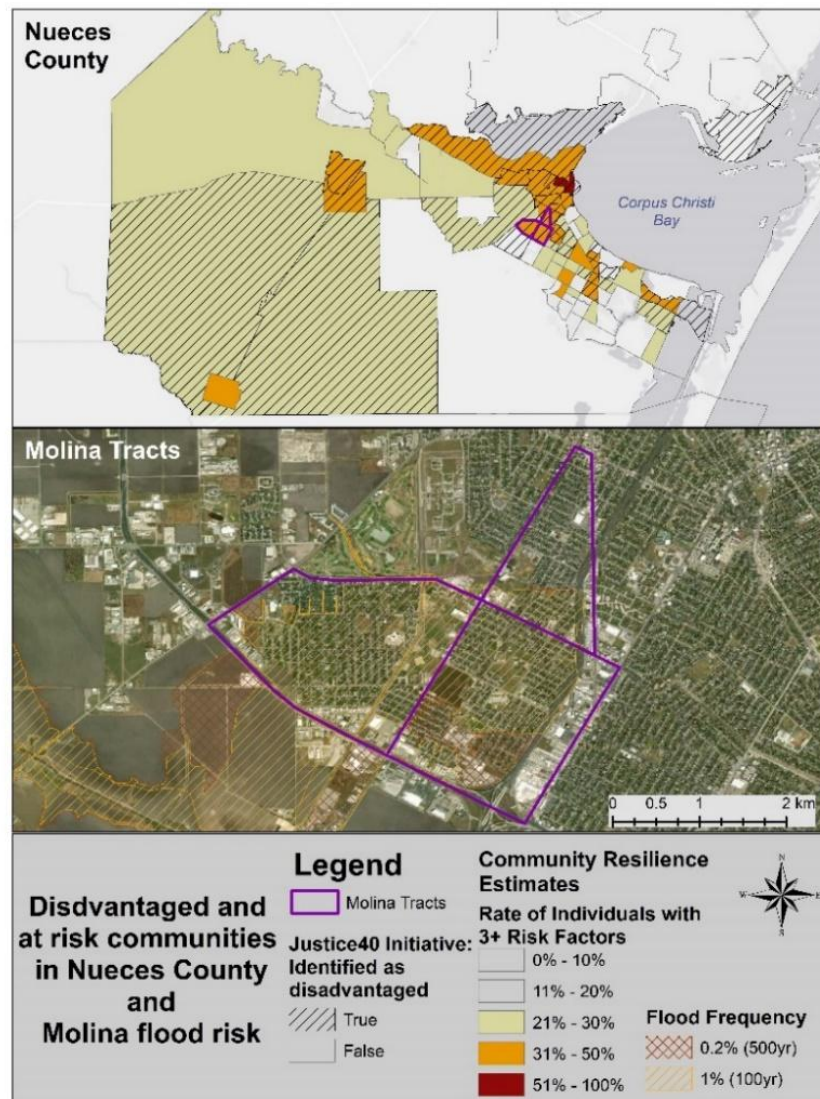 Nueces
County
Corpus Christi
Bay
Molina Tracts
0 0.5 1 2 km
Disdvantaged and
at risk communities
in Nueces County
and
Molina flood risk
Legend
Molina Tracts
Justice40 Initiative:
Identified as
disadvantaged
True
False
Community Resilience
Estimates
Rate of Individuals with
3+ Risk Factors
0% - 10%
11% - 20%
21% - 30%
31% - 50%
51% - 100%
N
W E
S
Flood Frequency
0.2% (500yr)
1% (100yr)